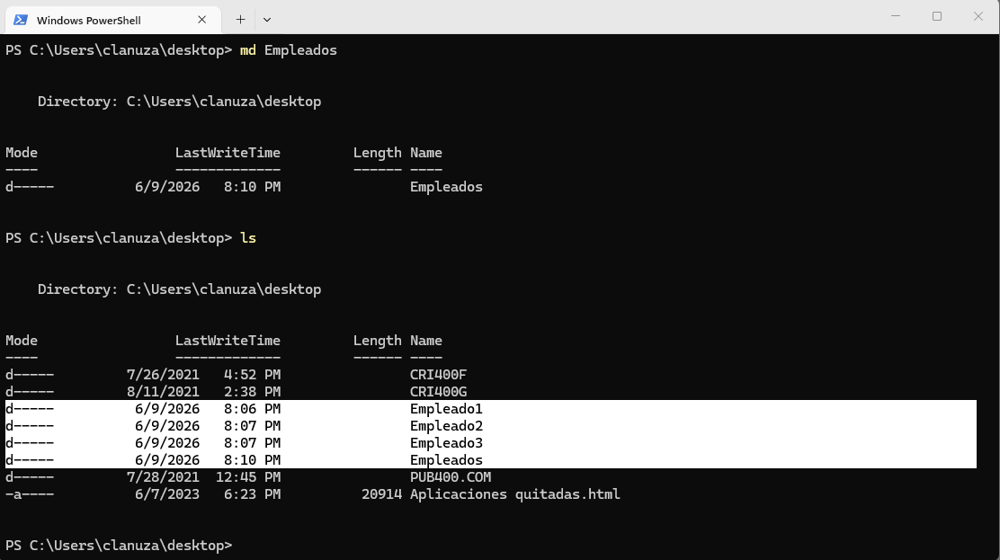 Windows PowerShell
PS C:\Users\clanuza\desktop> md Empleados
Directory: C:\Users\clanuza\desktop
Mode                 LastWriteTime         Length Name
----                 -------------         ------ ----
d-----          6/9/2026   8:10 PM                Empleados
PS C:\Users\clanuza\desktop> ls
Directory: C:\Users\clanuza\desktop
Mode                 LastWriteTime         Length Name
----                 -------------         ------ ----
d-----         7/26/2021   4:52 PM                CRI400F
d-----         8/11/2021   2:38 PM                CRI400G
d-----          6/9/2026   8:06 PM                Empleado1
d-----          6/9/2026   8:07 PM                Empleado2
d-----          6/9/2026   8:07 PM                Empleado3
d-----          6/9/2026   8:10 PM                Empleados
d-----         7/28/2021  12:45 PM                PUB400.COM
-a----          6/7/2023   6:23 PM          20914 Aplicaciones quitadas.html
PS C:\Users\clanuza\desktop>